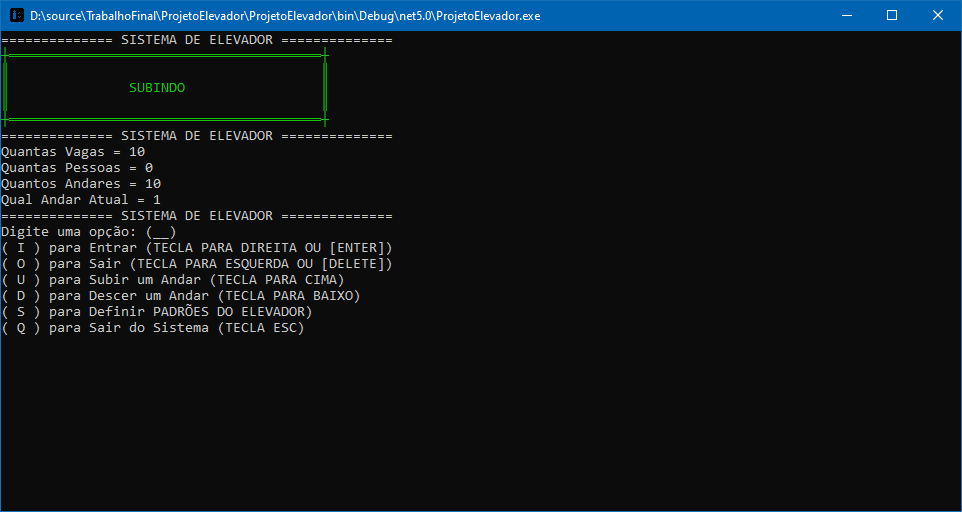 D:\source\TrabalhoFinal\ProjetoElevador\ProjetoElevador\bin\Debug\net5.0\ProjetoElevador.exe
============== SISTEMA DE ELEVADOR ==============
SUBINDO
============== SISTEMA DE ELEVADOR ==============
Quantas Vagas = 10
Quantas Pessoas = 0
Quantos Andares = 10
Qual Andar Atual = 1
============== SISTEMA DE ELEVADOR ==============
Digite uma opção: (__)
( I ) para Entrar (TECLA PARA DIREITA OU [ENTER])
( O ) para Sair (TECLA PARA ESQUERDA OU [DELETE])
( U ) para Subir um Andar (TECLA PARA CIMA)
( D ) para Descer um Andar (TECLA PARA BAIXO)
( S ) para Definir PADRÕES DO ELEVADOR)
( Q ) para Sair do Sistema (TECLA ESC)